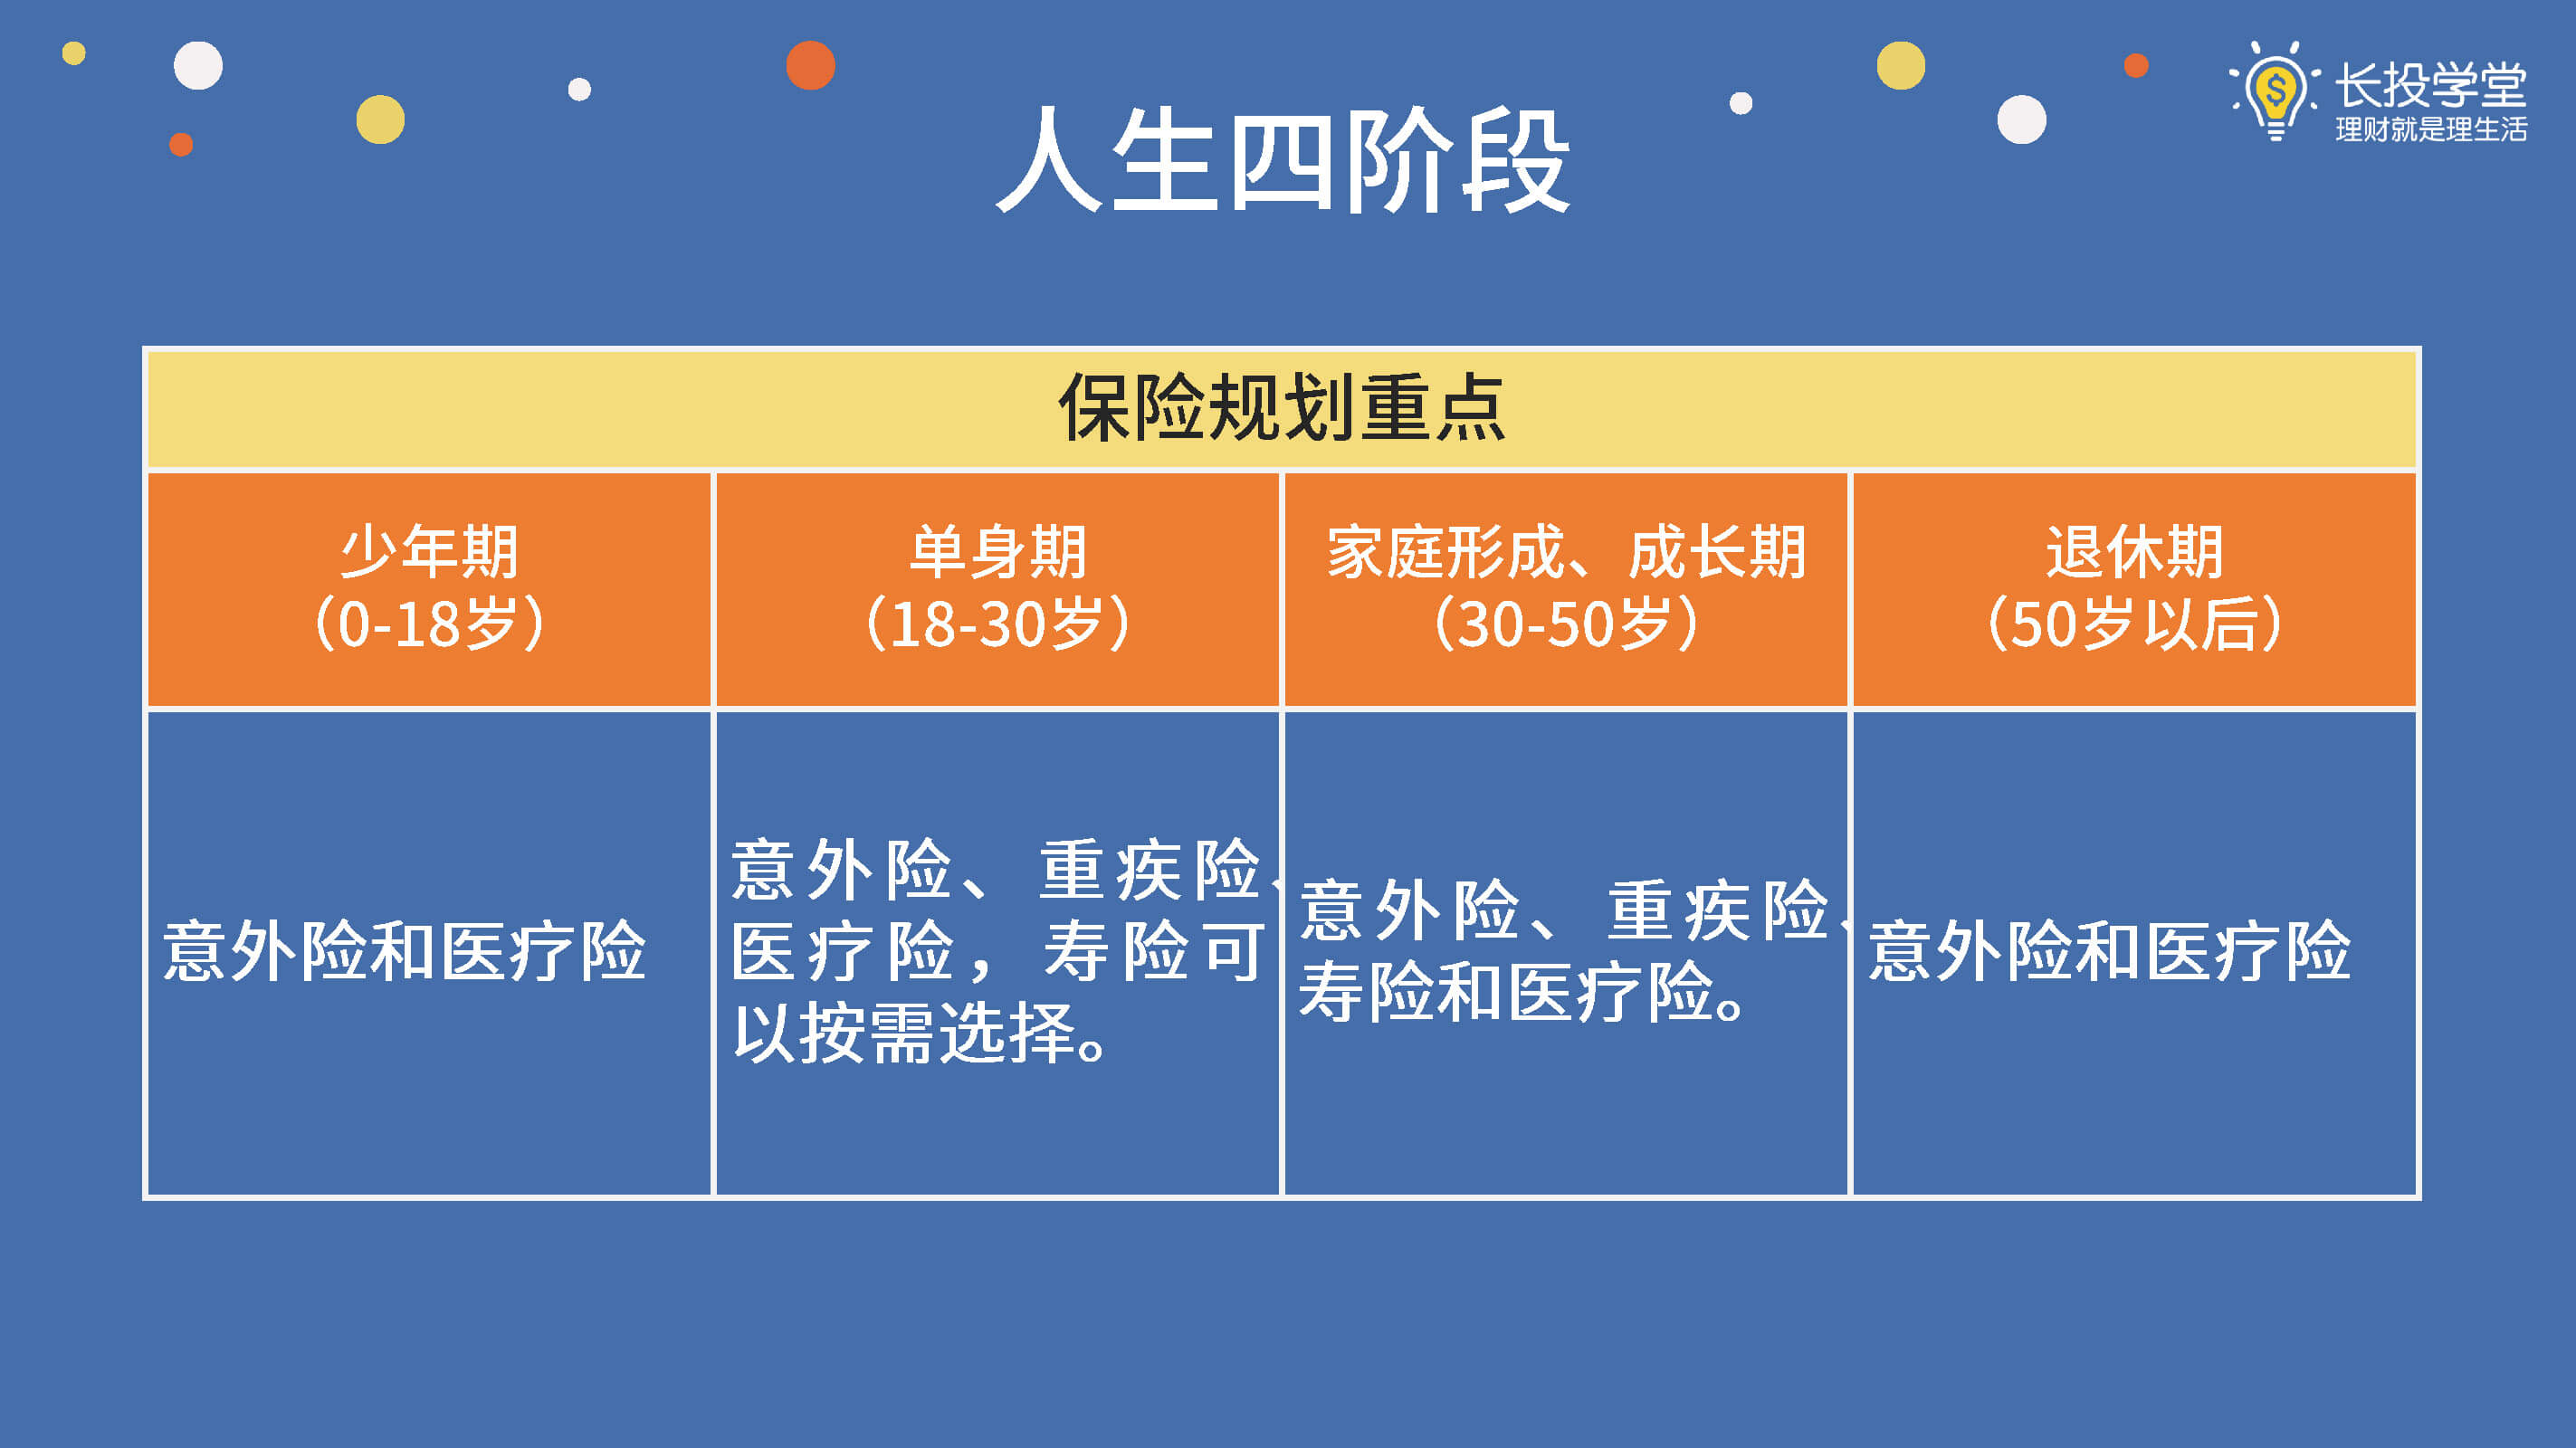 长投学堂
理财就是理生活
人生四阶段
保险规划重点
少年期
（0-18岁）
单身期
（18-30岁）
家庭形成、成长期
（30-50岁）
退休期
（50岁以后）
意外险和医疗险
意外险、重疾险、
医疗险，寿险可
以按需选择。
意外险、重疾险、
寿险和医疗险。
意外险和医疗险